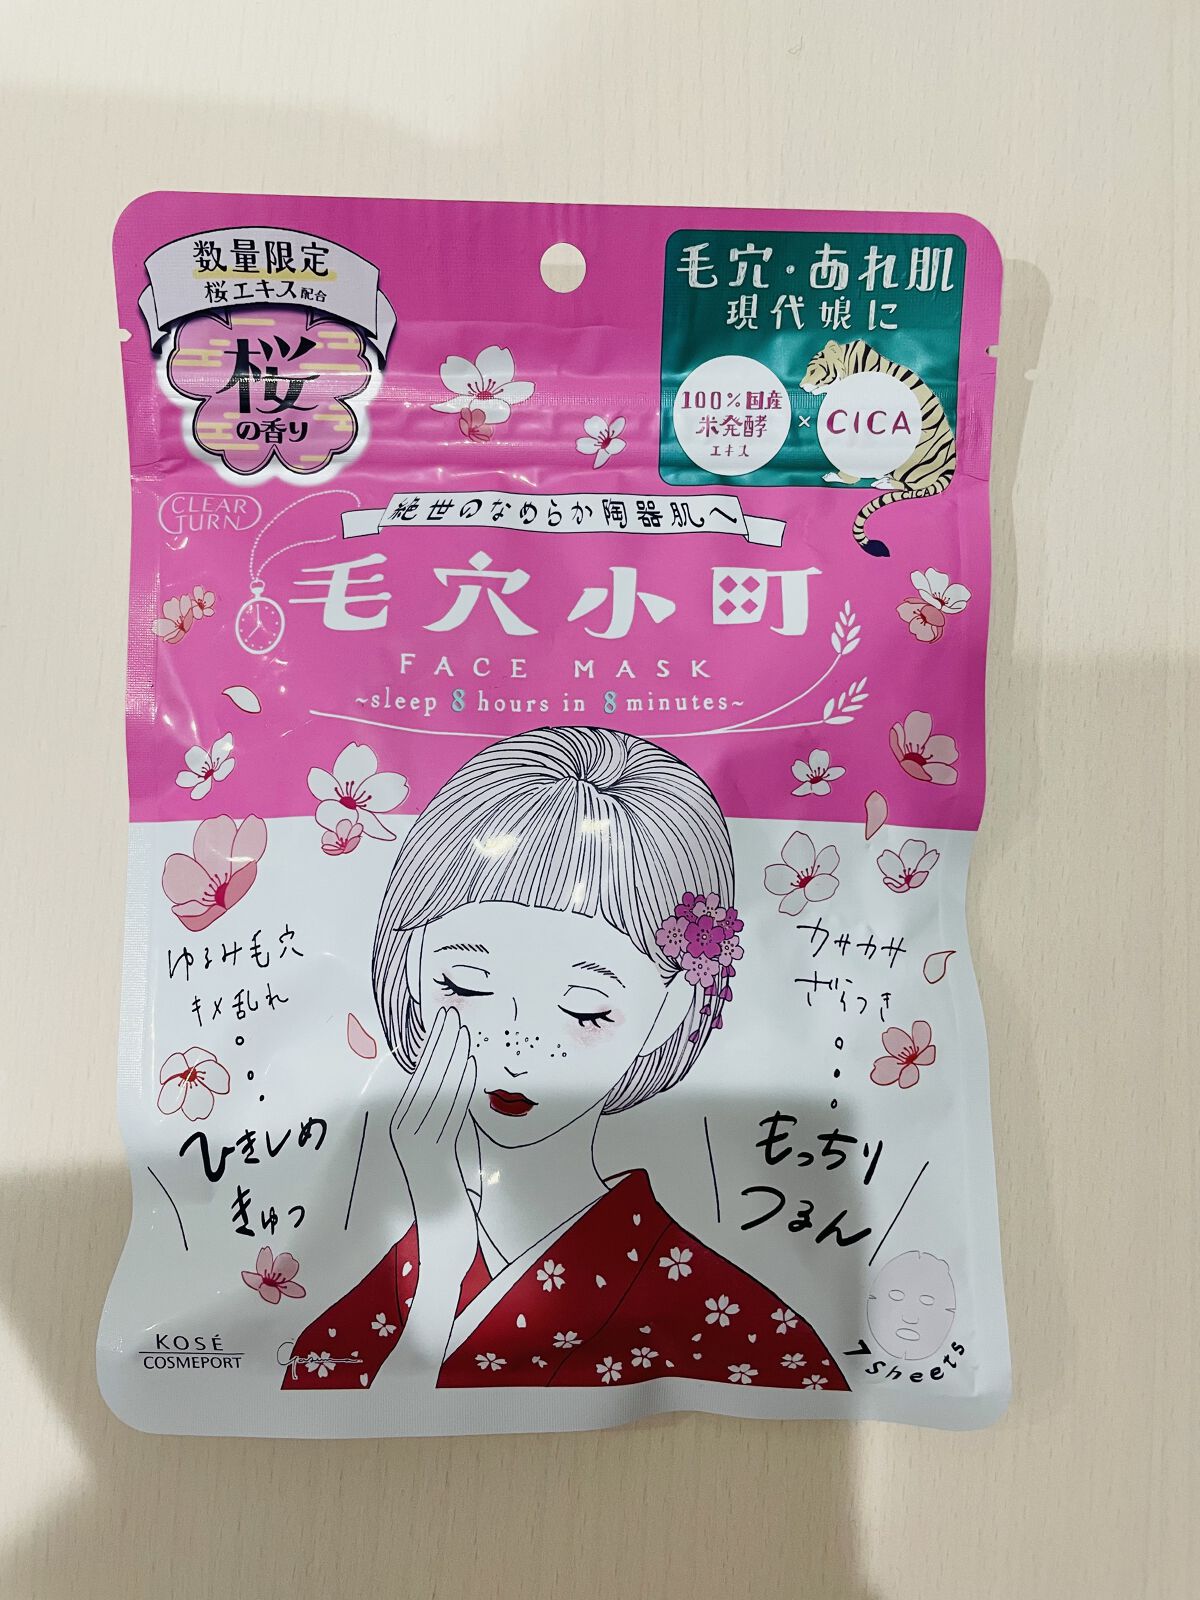 数量限定
桜エキス配合
桜
の香り
毛穴・あれ肌
現代娘に
100%国産
米発酵
エキス
×
CICA
CICA
CLEAR
TURN
絶世のなめらか陶器肌へ
毛穴小町
FACE MASK
~sleep 8 hours in 8 minutes~
ゆるみ毛穴
キメ乱れ
ひきしめ
きゅっ
カサカサ
ざらつき
もっちり
つるん
7 sheets
KOSÉ
COSMEPORT